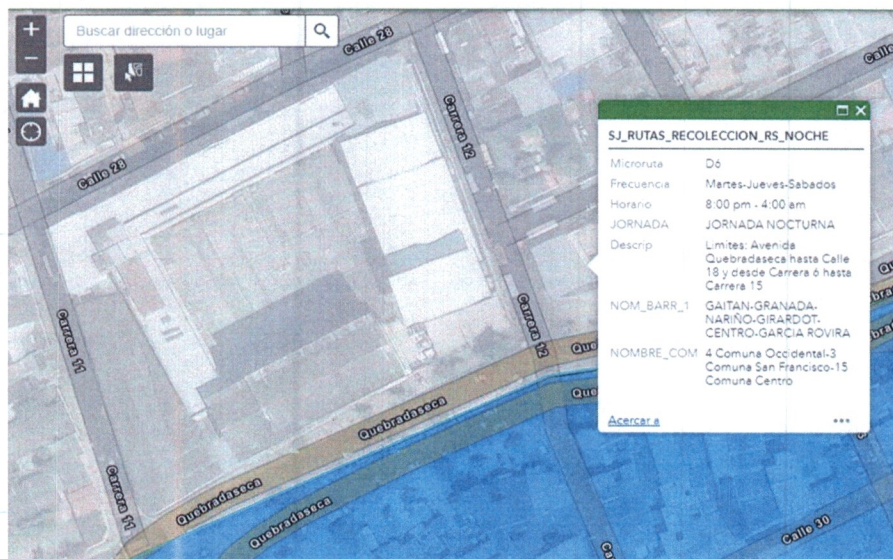 Buscar dirección o lugar
Calle 28
Calle
Carrera 12
Calle 28
SJ_RUTAS_RECOLECCION_RS_NOCHE
Microruta D6
Frecuencia Martes-Jueves-Sabados
Horario 8:00 pm - 4:00 am
JORNADA JORNADA NOCTURNA
Descrip Limites: Avenida
Quebradaseca hasta Calle
18 y desde Carrera 6 hasta
Carrera 15
NOM_BARR_1 GAITAN-GRANADA-
NARIÑO-GIRARDOT-
CENTRO-GARCIA ROVIRA
NOMBRE_COM 4 Comuna Occidental-3
Comuna San Francisco-15
Comuna Centro
Acercar a
Carrera 11
Carrera 12
Quebradaseca
Quebradaseca
Quebradaseca
Carrera 11
Calle 30